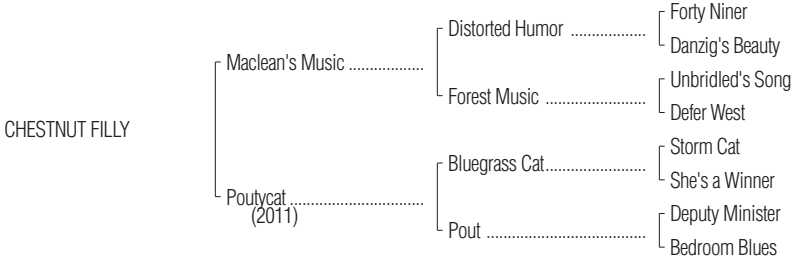 Forty Niner
Distorted Humor ..................
Danzig's Beauty
Maclean's Music ..................
Unbridled's Song
Forest Music ........................
Defer West
CHESTNUT FILLY
Storm Cat
Bluegrass Cat........................
She's a Winner
Poutycat ................................
(2011)
Deputy Minister
Pout ......................................
Bedroom Blues